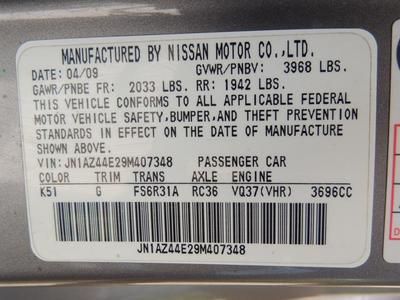 MANUFACTURED BY NISSAN MOTOR CO.,LTD.
DATE: 04/09 GVWR/PNBV: 3968 LBS.
GAWR/PNBE FR: 2033 LBS. RR: 1942 LBS.
THIS VEHICLE CONFORMS TO ALL APPLICABLE FEDERAL
MOTOR VEHICLE SAFETY,BUMPER,AND THEFT PREVENTION
STANDARDS IN EFFECT ON THE DATE OF MANUFACTURE
SHOWN ABOVE.
VIN: JN1AZ44E29M407348 PASSENGER CAR
COLOR TRIM TRANS AXLE ENGINE
K51 G FS6R31A RC36 VQ37(VHR) 3696CC
JN1AZ44E29M407348